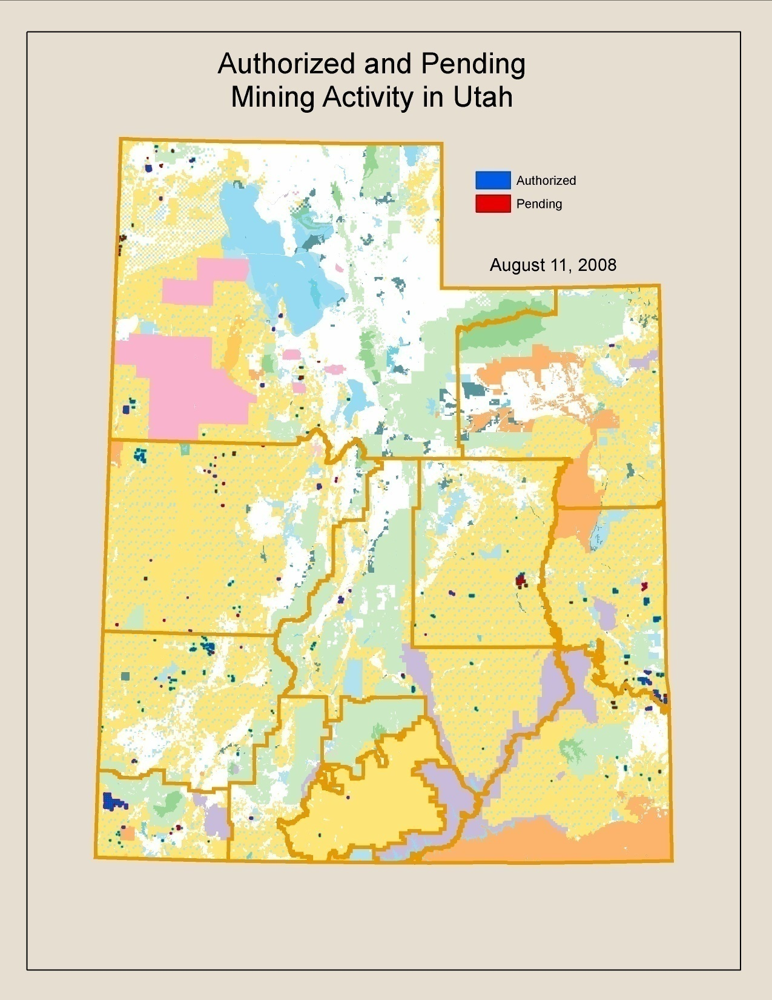 Authorized and Pending
Mining Activity in Utah
Authorized
Pending
August 11, 2008